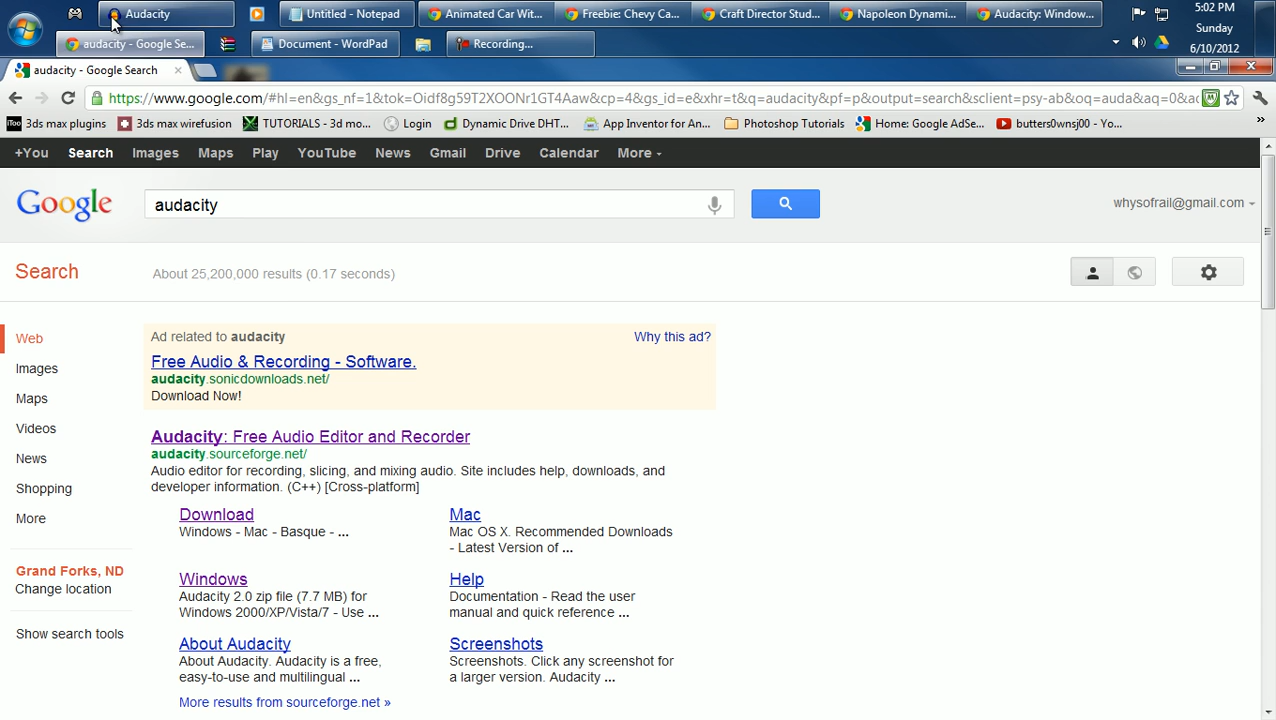 Audacity
Untitled - Notepad
Animated Car Wit...
Freebie: Chevy Ca...
Craft Director Stud...
Napoleon Dynami...
Audacity: Window...
5:02 PM
audacity - Google Se...
Document - WordPad
Recording...
Sunday
6/10/2012
audacity - Google Search
https://www.google.com/#hl=en&gs_nf=1&tok=Oidf8g59T2XOONr1GT4Aaw&cp=4&gs_id=e&xhr=t&q=audacity&pf=p&output=search&sclient=psy-ab&oq=auda&aq=0&
3ds max plugins
3ds max wirefusion
TUTORIALS - 3d mo...
Login
Dynamic Drive DHT...
App Inventor for An...
Photoshop Tutorials
Home: Google AdSe...
butters0wnsj00 - Yo...
+You Search Images Maps Play YouTube News Gmail Drive Calendar More
Google
audacity
whysofrail@gmail.com
Search
About 25,200,000 results (0.17 seconds)
Web
Images
Maps
Videos
News
Shopping
More
Grand Forks, ND
Change location
Show search tools
Ad related to audacity
Why this ad?
Free Audio & Recording - Software.
audacity.sonicdownloads.net/
Download Now!
Audacity: Free Audio Editor and Recorder
audacity.sourceforge.net/
Audio editor for recording, slicing, and mixing audio. Site includes help, downloads, and
developer information. (C++) [Cross-platform]
Download
Windows - Mac - Basque - ...
Mac
Mac OS X. Recommended Downloads
- Latest Version of ...
Windows
Audacity 2.0 zip file (7.7 MB) for
Windows 2000/XP/Vista/7 - Use ...
Help
Documentation - Read the user
manual and quick reference ...
About Audacity
About Audacity. Audacity is a free,
easy-to-use and multilingual ...
Screenshots
Screenshots. Click any screenshot for
a larger version. Audacity ...
More results from sourceforge.net »